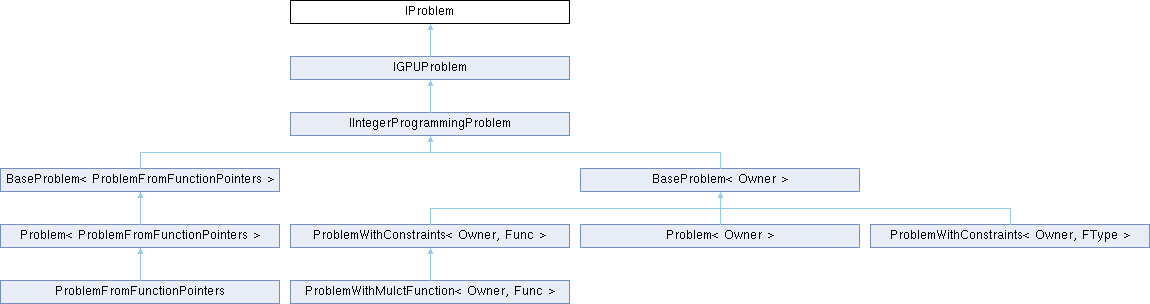 IProblem
IGPUProblem
IIntegerProgrammingProblem
BaseProblem< ProblemFromFunctionPointers >
BaseProblem< Owner >
Problem< ProblemFromFunctionPointers >
ProblemWithConstraints< Owner, Func >
Problem< Owner >
ProblemWithConstraints< Owner, FType >
ProblemFromFunctionPointers
ProblemWithMulctFunction< Owner, Func >